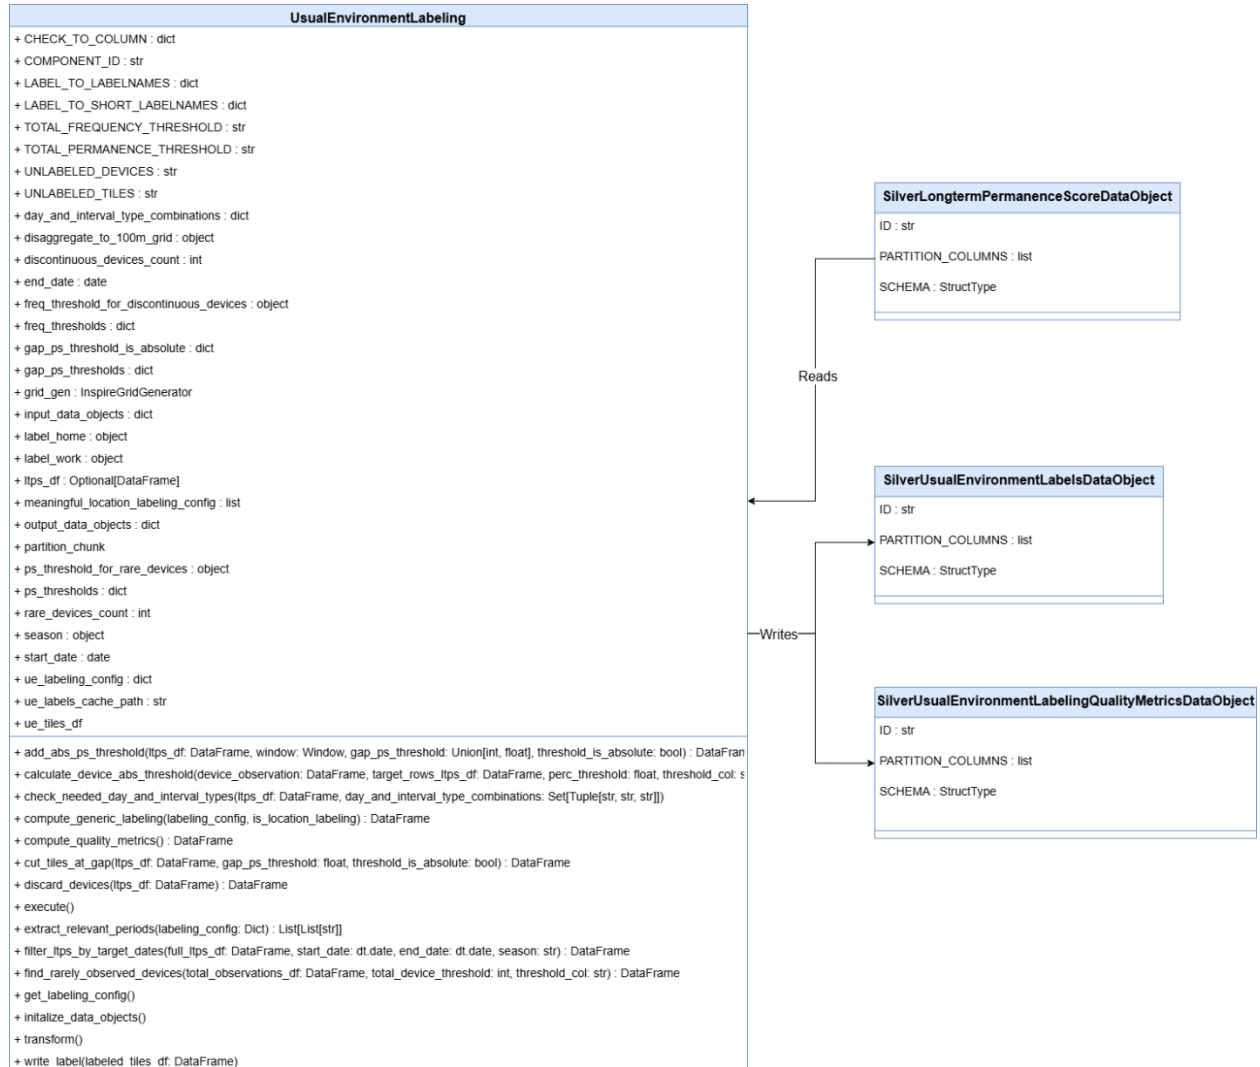 UsualEnvironmentLabeling
+ CHECK_TO_COLUMN : dict
+ COMPONENT_ID : str
+ LABEL_TO_LABELNAMES : dict
+ LABEL_TO_SHORT_LABELNAMES : dict
+ TOTAL_FREQUENCY_THRESHOLD : str
+ TOTAL_PERMANENCE_THRESHOLD : str
+ UNLABELED_DEVICES : str
+ UNLABELED_TILES : str
+ day_and_interval_type_combinations : dict
+ disaggregate_to_100m_grid : object
+ discontinuous_devices_count : int
+ end_date : date
+ freq_threshold_for_discontinuous_devices : object
+ freq_thresholds : dict
+ gap_ps_threshold_is_absolute : dict
+ gap_ps_thresholds : dict
+ grid_gen : InspireGridGenerator
+ input_data_objects : dict
+ label_home : object
+ label_work : object
+ ltps_df : Optional[DataFrame]
+ meaningful_location_labeling_config : list
+ output_data_objects : dict
+ partition_chunk
+ ps_threshold_for_rare_devices : object
+ ps_thresholds : dict
+ rare_devices_count : int
+ season : object
+ start_date : date
+ ue_labeling_config : dict
+ ue_labels_cache_path : str
+ ue_tiles_df
+ add_abs_ps_threshold(ltps_df: DataFrame, window: Window, gap_ps_threshold: Union[int, float], threshold_is_absolute: bool) : DataFran
+ calculate_device_abs_threshold(device_observation: DataFrame, target_rows_ltps_df: DataFrame, perc_threshold: float, threshold_col: s
+ check_needed_day_and_interval_types(ltps_df: DataFrame, day_and_interval_type_combinations: Set[Tuple[str, str, str]])
+ compute_generic_labeling(labeling_config, is_location_labeling) : DataFrame
+ compute_quality_metrics() : DataFrame
+ cut_tiles_at_gap(ltps_df: DataFrame, gap_ps_threshold: float, threshold_is_absolute: bool) : DataFrame
+ discard_devices(ltps_df: DataFrame) : DataFrame
+ execute()
+ extract_relevant_periods(labeling_config: Dict) : List[List[str]]
+ filter_ltps_by_target_dates(full_ltps_df: DataFrame, start_date: dt.date, end_date: dt.date, season: str) : DataFrame
+ find_rarely_observed_devices(total_observations_df: DataFrame, total_device_threshold: int, threshold_col: str) : DataFrame
+ get_labeling_config()
+ initalize_data_objects()
+ transform()
+ write_label(labeled_tiles_df: DataFrame)
Reads
Writes
SilverLongtermPermanenceScoreDataObject
ID : str
PARTITION_COLUMNS : list
SCHEMA : StructType
SilverUsualEnvironmentLabelsDataObject
ID : str
PARTITION_COLUMNS : list
SCHEMA : StructType
SilverUsualEnvironmentLabelingQualityMetricsDataObject
ID : str
PARTITION_COLUMNS : list
SCHEMA : StructType